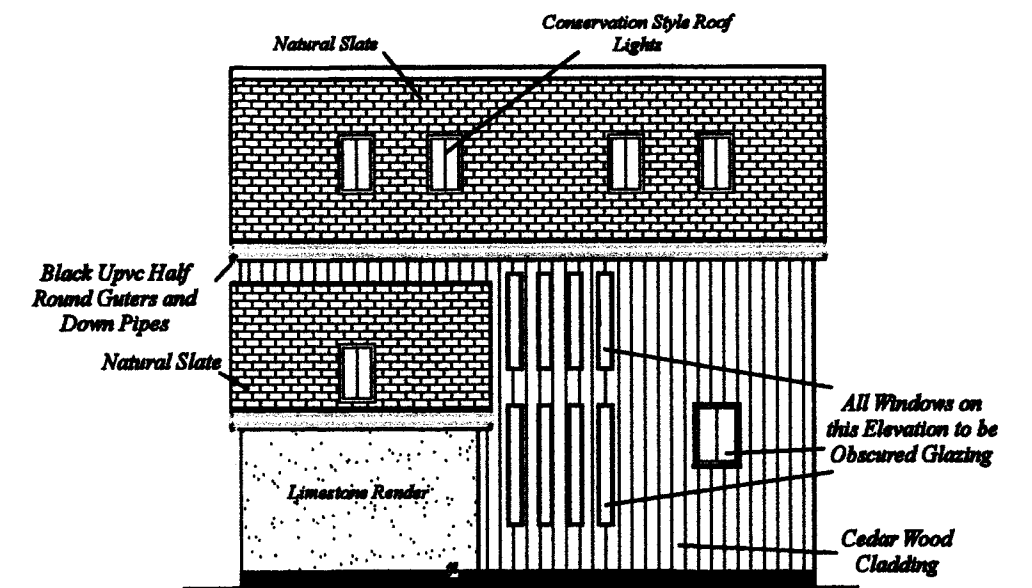 Conservation Style Roof
Lights
Natural Slate
Black Upvc Half
Round Guters and
Down Pipes
Natural Slate
All Windows on
this Elevation to be
Obscured Glazing
Limestone Render
Cedar Wood
Cladding